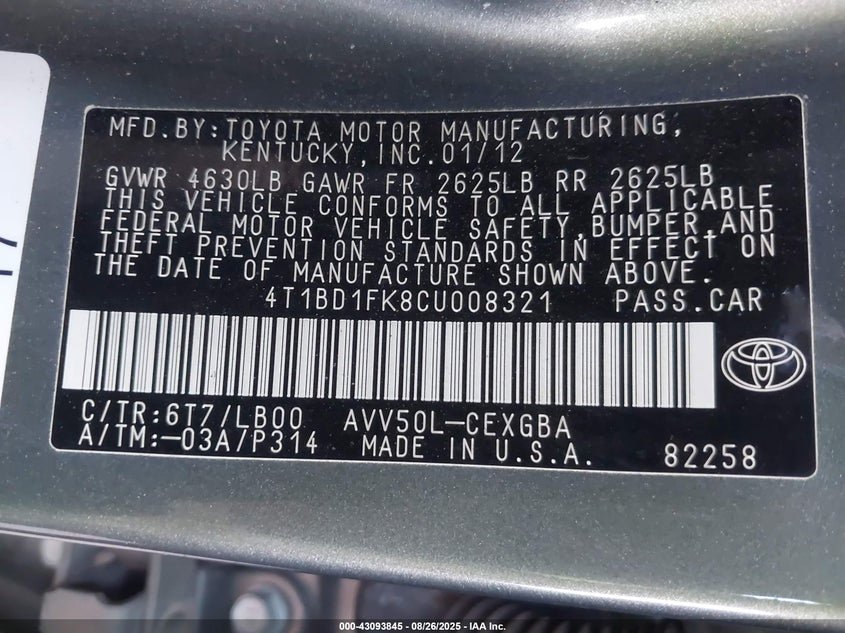 MFD.BY:TOYOTA MOTOR MANUFACTURING,
KENTUCKY,INC.01/12
GVWR 4630LB GAWR FR 2625LB RR 2625LB
THIS VEHICLE CONFORMS TO ALL APPLICABLE
FEDERAL MOTOR VEHICLE SAFETY,BUMPER,AND
THEFT PREVENTION STANDARDS IN EFFECT ON
THE DATE OF MANUFACTURE SHOWN ABOVE.
4T1BD1FK8CU008321 PASS.CAR
C/TR:6T7/LB00 AVV50L-CEXGBA
A/TM:-03A/P314 MADE IN U.S.A. 82258
000-43093845 - 08/26/2025 - IAA Inc.